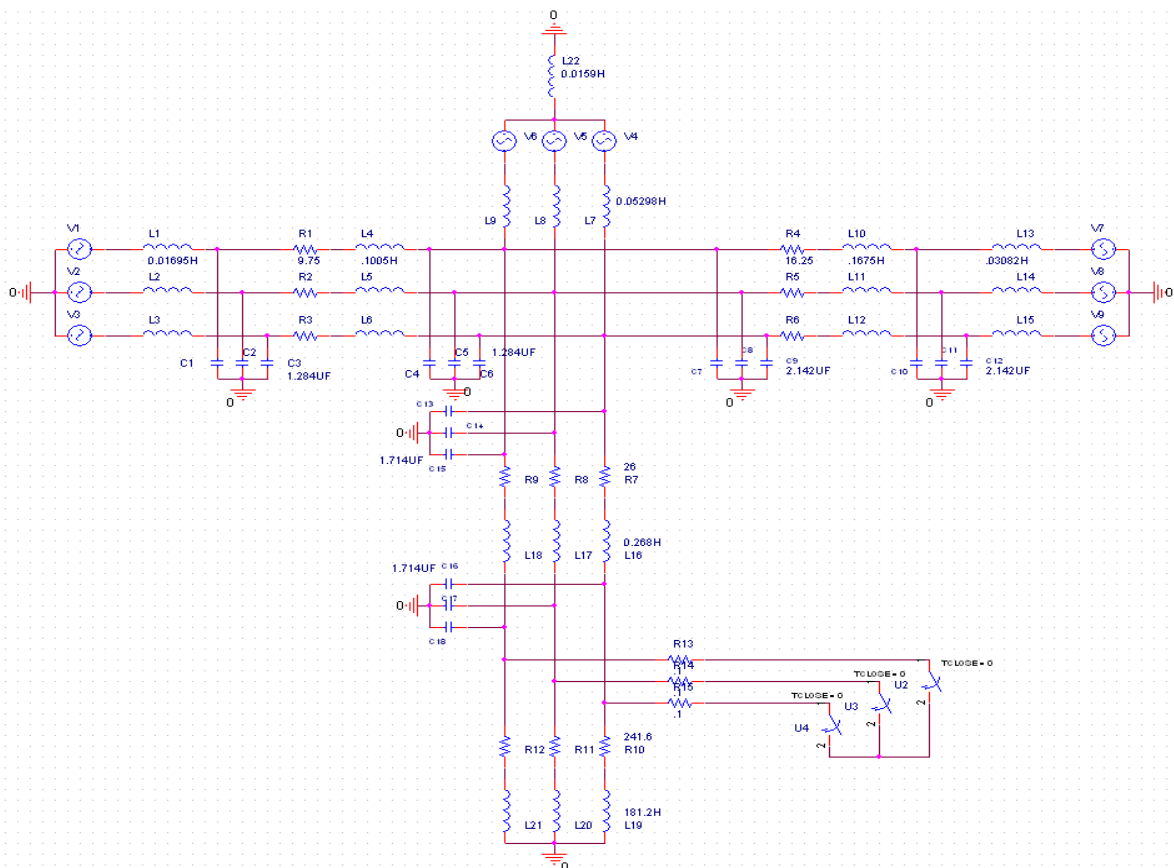 0
L22
0.0159H
V6
V5
V4
0.05298H
L9
L8
L7
V1
L1
R1
L4
R4
L10
L13
V7
0.01695H
9.75
.1005H
16.25
.1675H
.03082H
V2
L2
R2
L5
R5
L11
L14
V8
0
0
V3
L3
R3
L6
R6
L12
L15
V9
C1
C2
C3
1.284UF
C4
C5
C6
1.284UF
C7
C8
C9
2.142UF
C10
C11
C12
2.142UF
0
0
0
0
C13
0
C14
1.714UF
C15
26
R9
R8
R7
0.268H
L18
L17
L16
1.714UF
C16
0
C17
C18
R13
R14
.1
R15
.1
.1
TCLOSE = 0
TCLOSE = 0
TCLOSE = 0
1
1
1
U2
U3
U4
2
2
2
241.6
R12
R11
R10
181.2H
L21
L20
L19
0